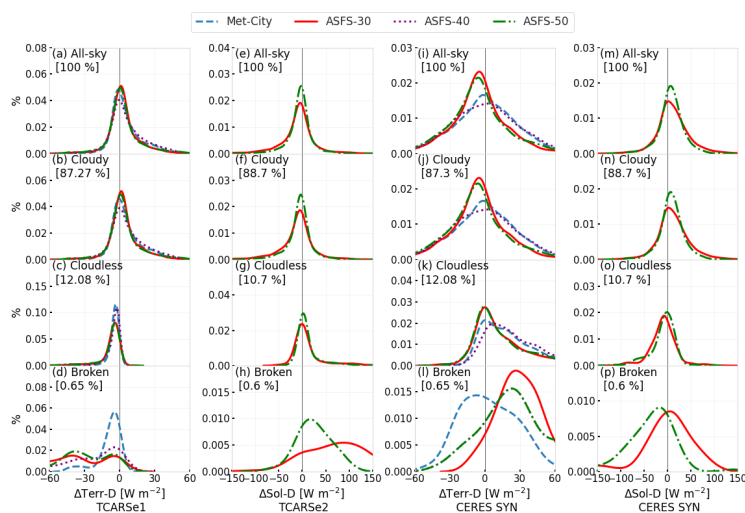 Met-City ASFS-30 ASFS-40 ASFS-50
(a) All-sky
[100 %]
(e) All-sky
[100 %]
(i) All-sky
[100 %]
(m) All-sky
[100 %]
0.08
0.06
0.04
0.02
0.00
%
0.04
0.03
0.02
0.01
0.00
0.03
0.02
0.01
0.00
0.03
0.02
0.01
0.00
(b) Cloudy
[87.27 %]
(f) Cloudy
[88.7 %]
(j) Cloudy
[87.3 %]
(n) Cloudy
[88.7 %]
0.06
0.04
0.02
0.00
%
0.03
0.02
0.01
0.00
0.02
0.01
0.00
0.02
0.01
0.00
(c) Cloudless
[12.08 %]
(g) Cloudless
[10.7 %]
(k) Cloudless
[12.08 %]
(o) Cloudless
[10.7 %]
0.15
0.10
0.05
0.00
%
0.04
0.02
0.00
0.04
0.03
0.02
0.01
0.00
0.03
0.02
0.01
0.00
(d) Broken
[0.65 %]
(h) Broken
[0.6 %]
(l) Broken
[0.65 %]
(p) Broken
[0.6 %]
0.08
0.06
0.04
0.02
0.00
%
0.015
0.010
0.005
0.000
0.015
0.010
0.005
0.000
0.010
0.005
0.000
−60 −30 0 30 60
−150 −100 −50 0 50 100 150
−60 −30 0 30 60
−150 −100 −50 0 50 100 150
ΔTerr-D [W m⁻²]
TCARSe1
ΔSol-D [W m⁻²]
TCARSe2
ΔTerr-D [W m⁻²]
CERES SYN
ΔSol-D [W m⁻²]
CERES SYN